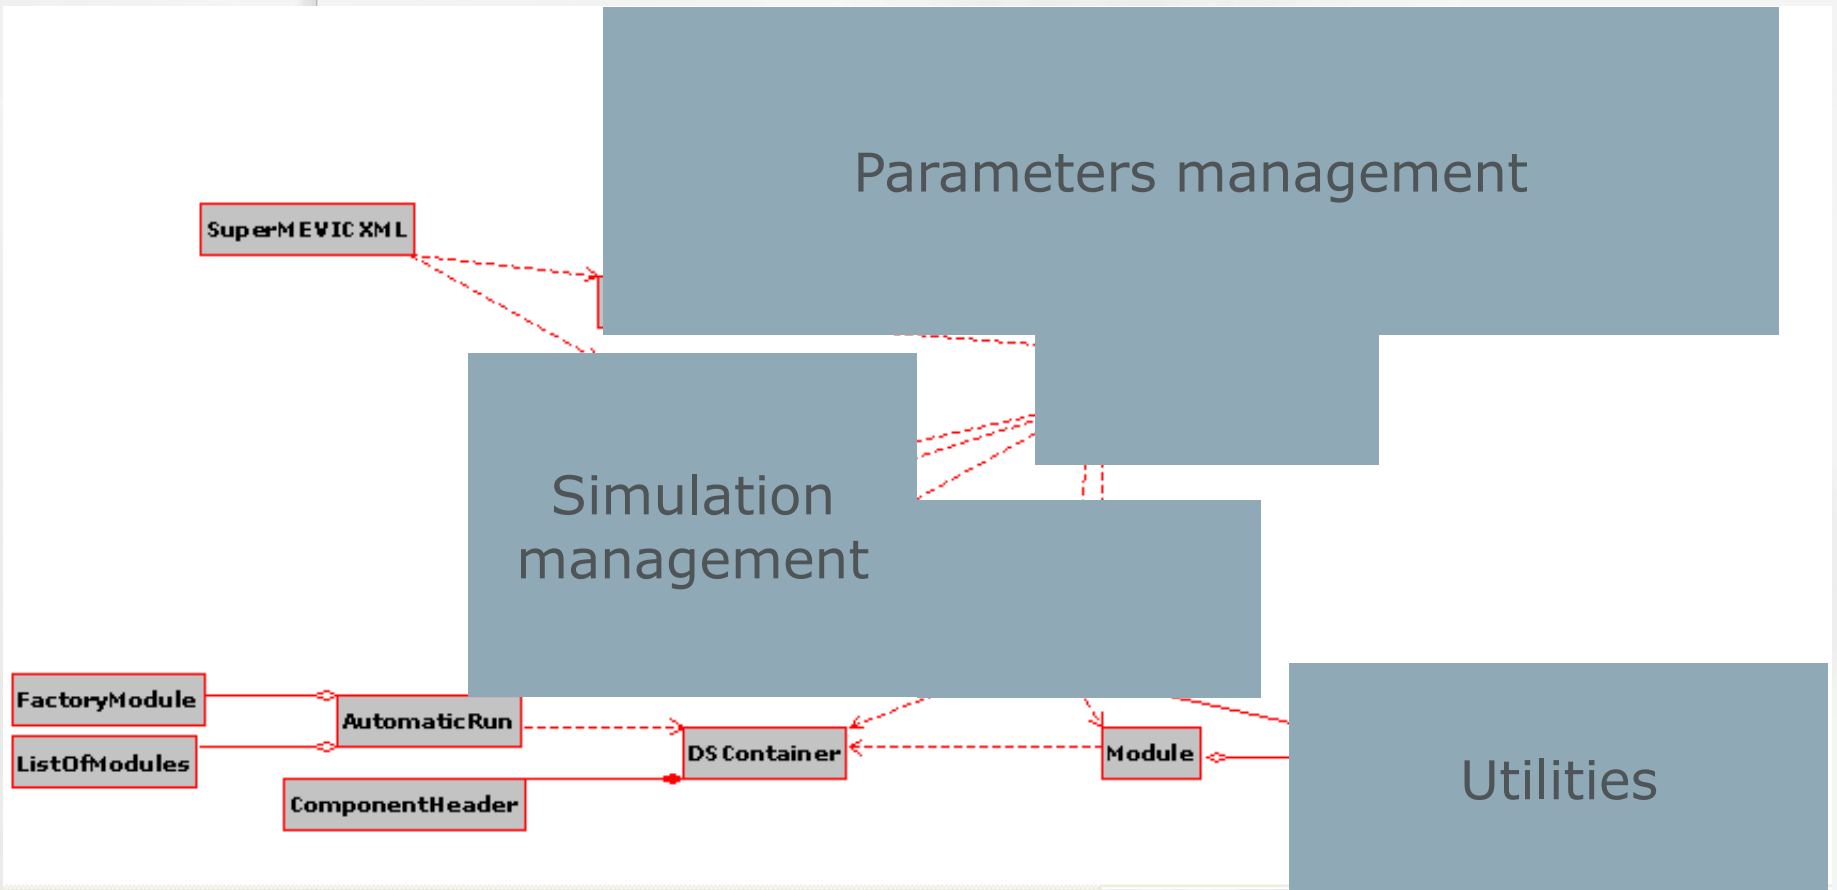 Parameters management
SuperMEVICXML
Simulation
management
FactoryModule
AutomaticRun
ListOfModules
DSContainer
Module
ComponentHeader
Utilities